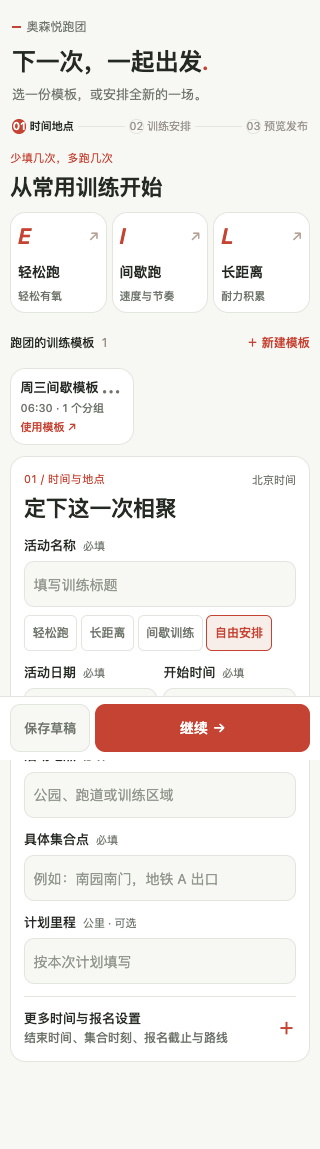 奥森悦跑团
下一次，一起出发.
选一份模板，或安排全新的一场。
01 时间地点 02 训练安排 03 预览发布
少填几次，多跑几次
从常用训练开始
E ↗ I ↗ L ↗
轻松跑 间歇跑 长距离
轻松有氧 速度与节奏 耐力积累
跑团的训练模板 1 + 新建模板
周三间歇模板 ...
06:30 · 1 个分组
使用模板 ↗
01 / 时间与地点 北京时间
定下这一次相聚
活动名称 必填
填写训练标题
轻松跑 长距离 间歇训练 自由安排
活动日期 必填 开始时间 必填
保存草稿 继续 →
公园、跑道或训练区域
具体集合点 必填
例如：南园南门，地铁 A 出口
计划里程 公里 · 可选
按本次计划填写
更多时间与报名设置 +
结束时间、集合时刻、报名截止与路线